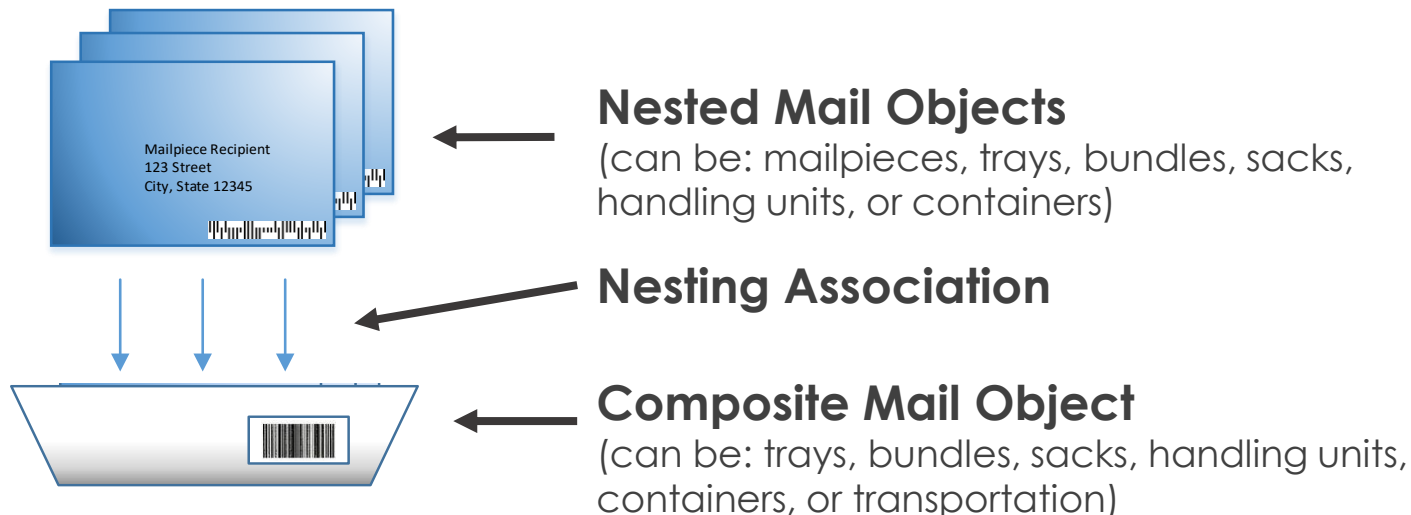 Mailpiece Recipient
123 Street
City, State 12345
Nested Mail Objects
(can be: mailpieces, trays, bundles, sacks,
handling units, or containers)
Nesting Association
Composite Mail Object
(can be: trays, bundles, sacks, handling units,
containers, or transportation)